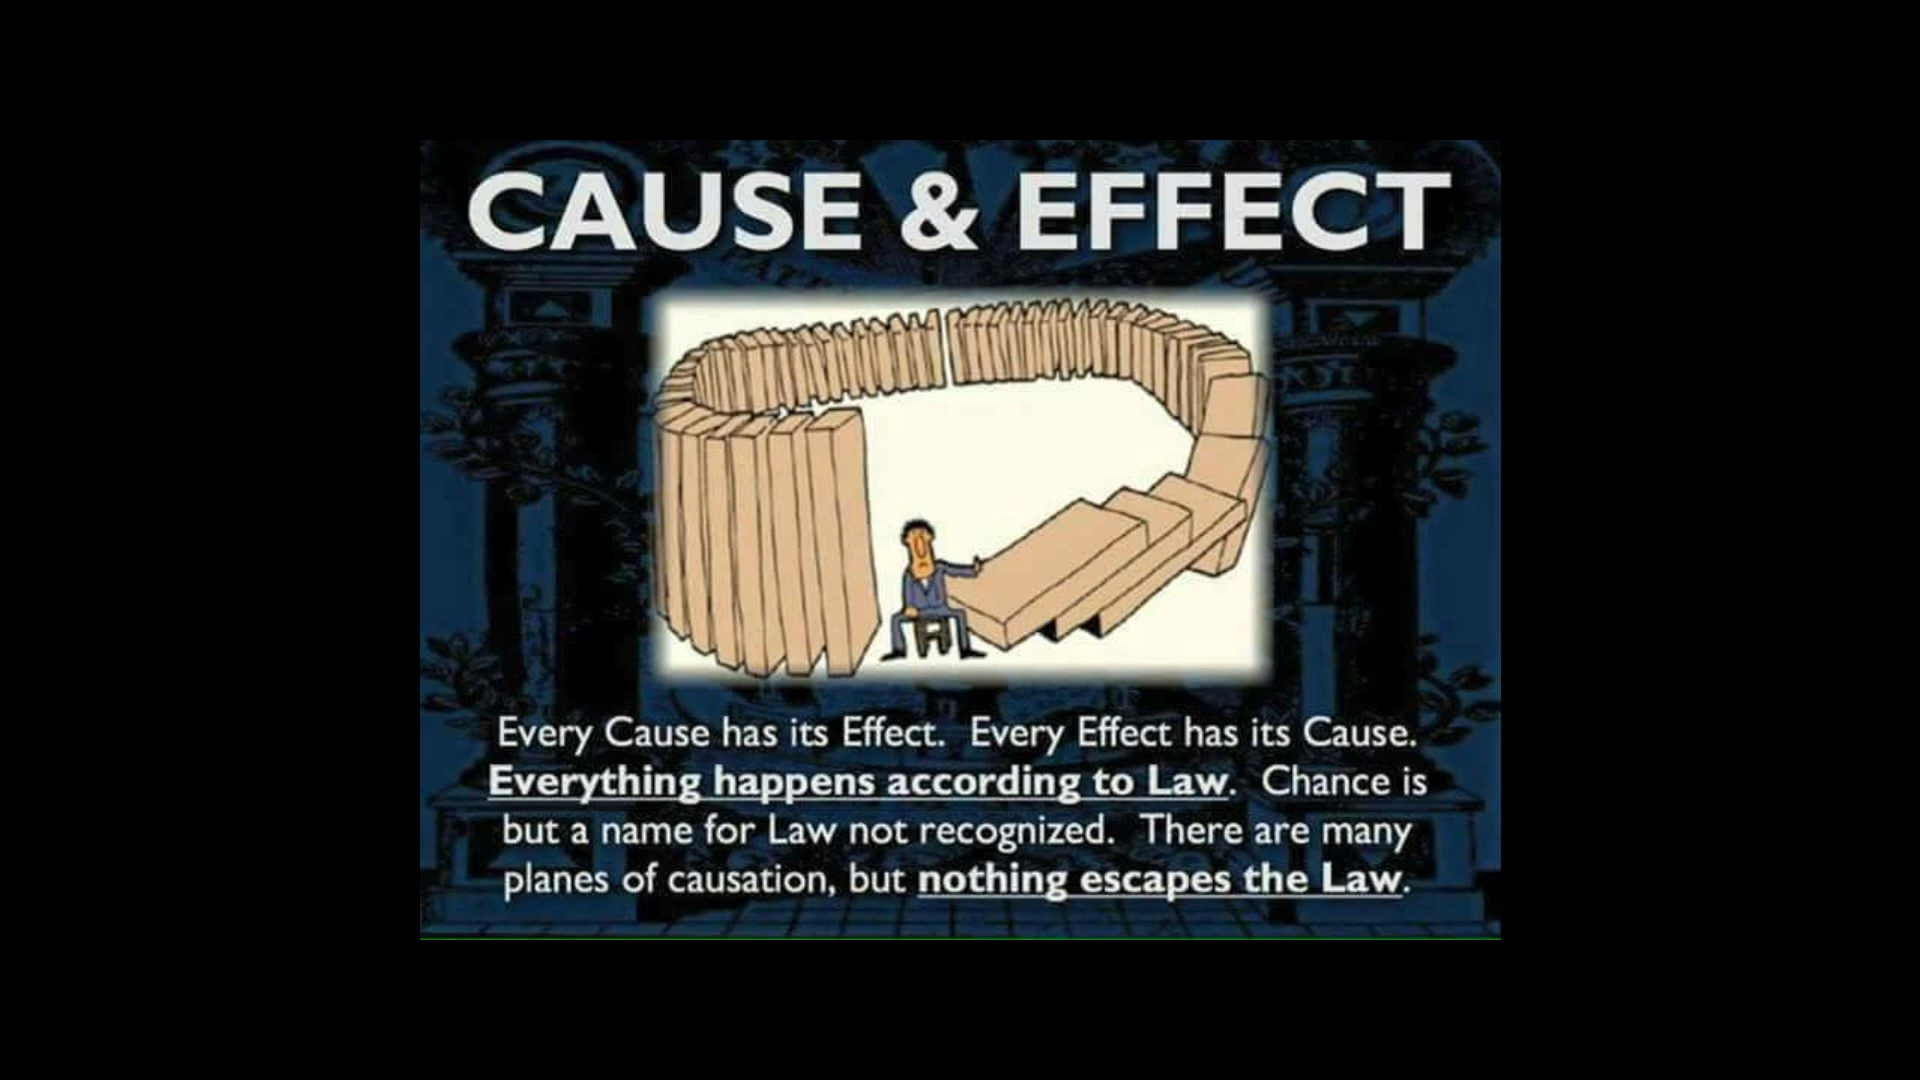 CAUSE & EFFECT
Every Cause has its Effect.  Every Effect has its Cause.
Everything happens according to Law.  Chance is
but a name for Law not recognized.  There are many
planes of causation, but nothing escapes the Law.